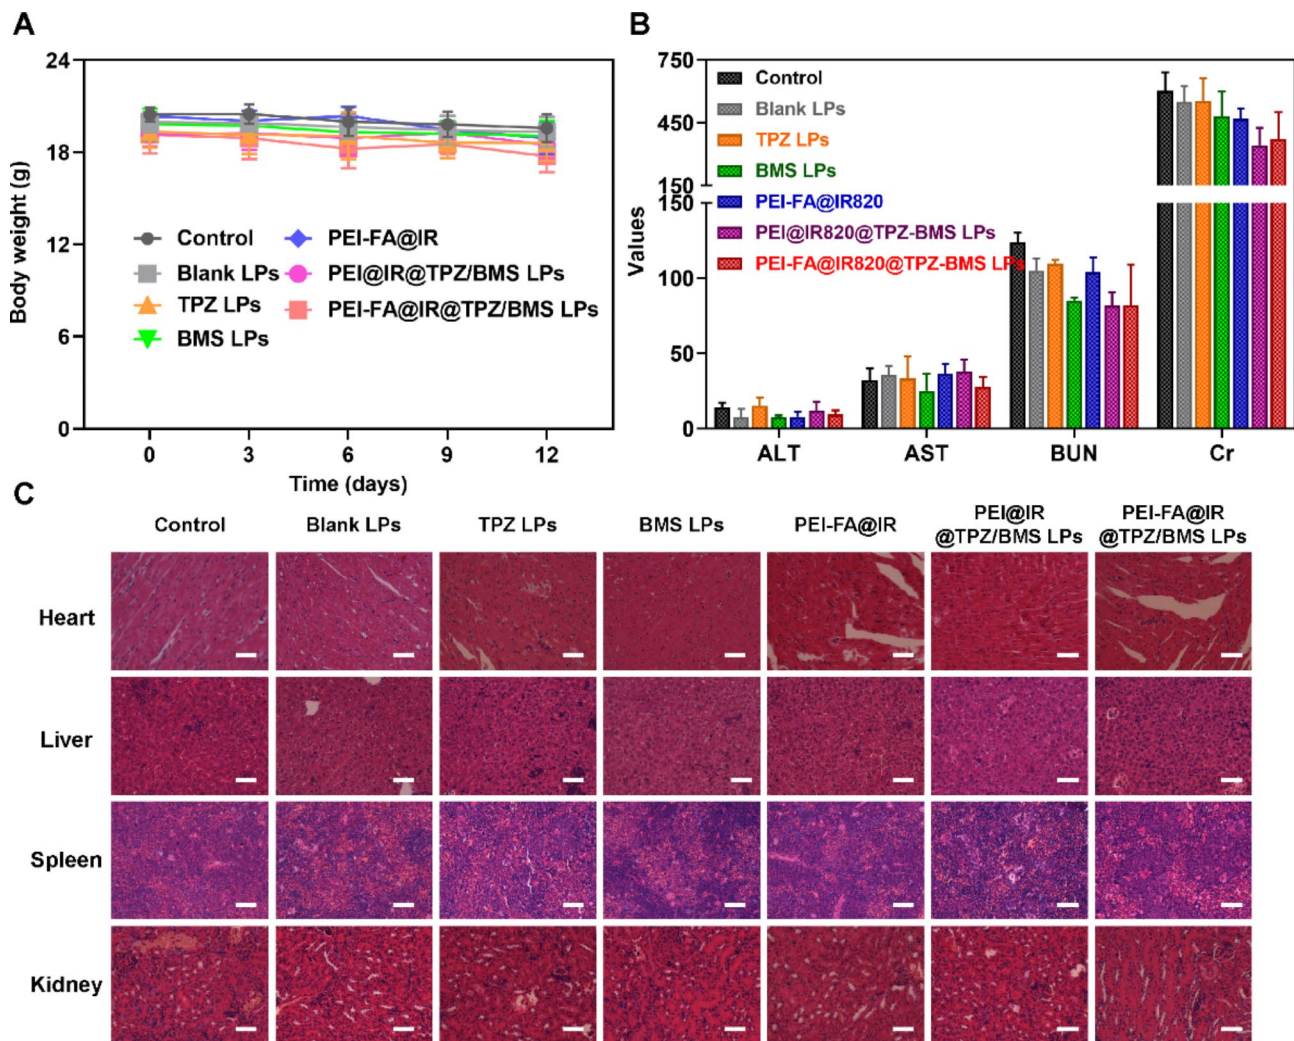 A
24
18
12
6
0
Body weight (g)
Control
Blank LPs
TPZ LPs
BMS LPs
PEI-FA@IR
PEI@IR@TPZ/BMS LPs
PEI-FA@IR@TPZ/BMS LPs
0 3 6 9 12
Time (days)
B
750
450
150
150
100
50
0
Values
Control
Blank LPs
TPZ LPs
BMS LPs
PEI-FA@IR820
PEI@IR820@TPZ-BMS LPs
PEI-FA@IR820@TPZ-BMS LPs
ALT AST BUN Cr
C
Control Blank LPs TPZ LPs BMS LPs PEI-FA@IR
PEI@IR
@TPZ/BMS LPs
PEI-FA@IR
@TPZ/BMS LPs
Heart
Liver
Spleen
Kidney